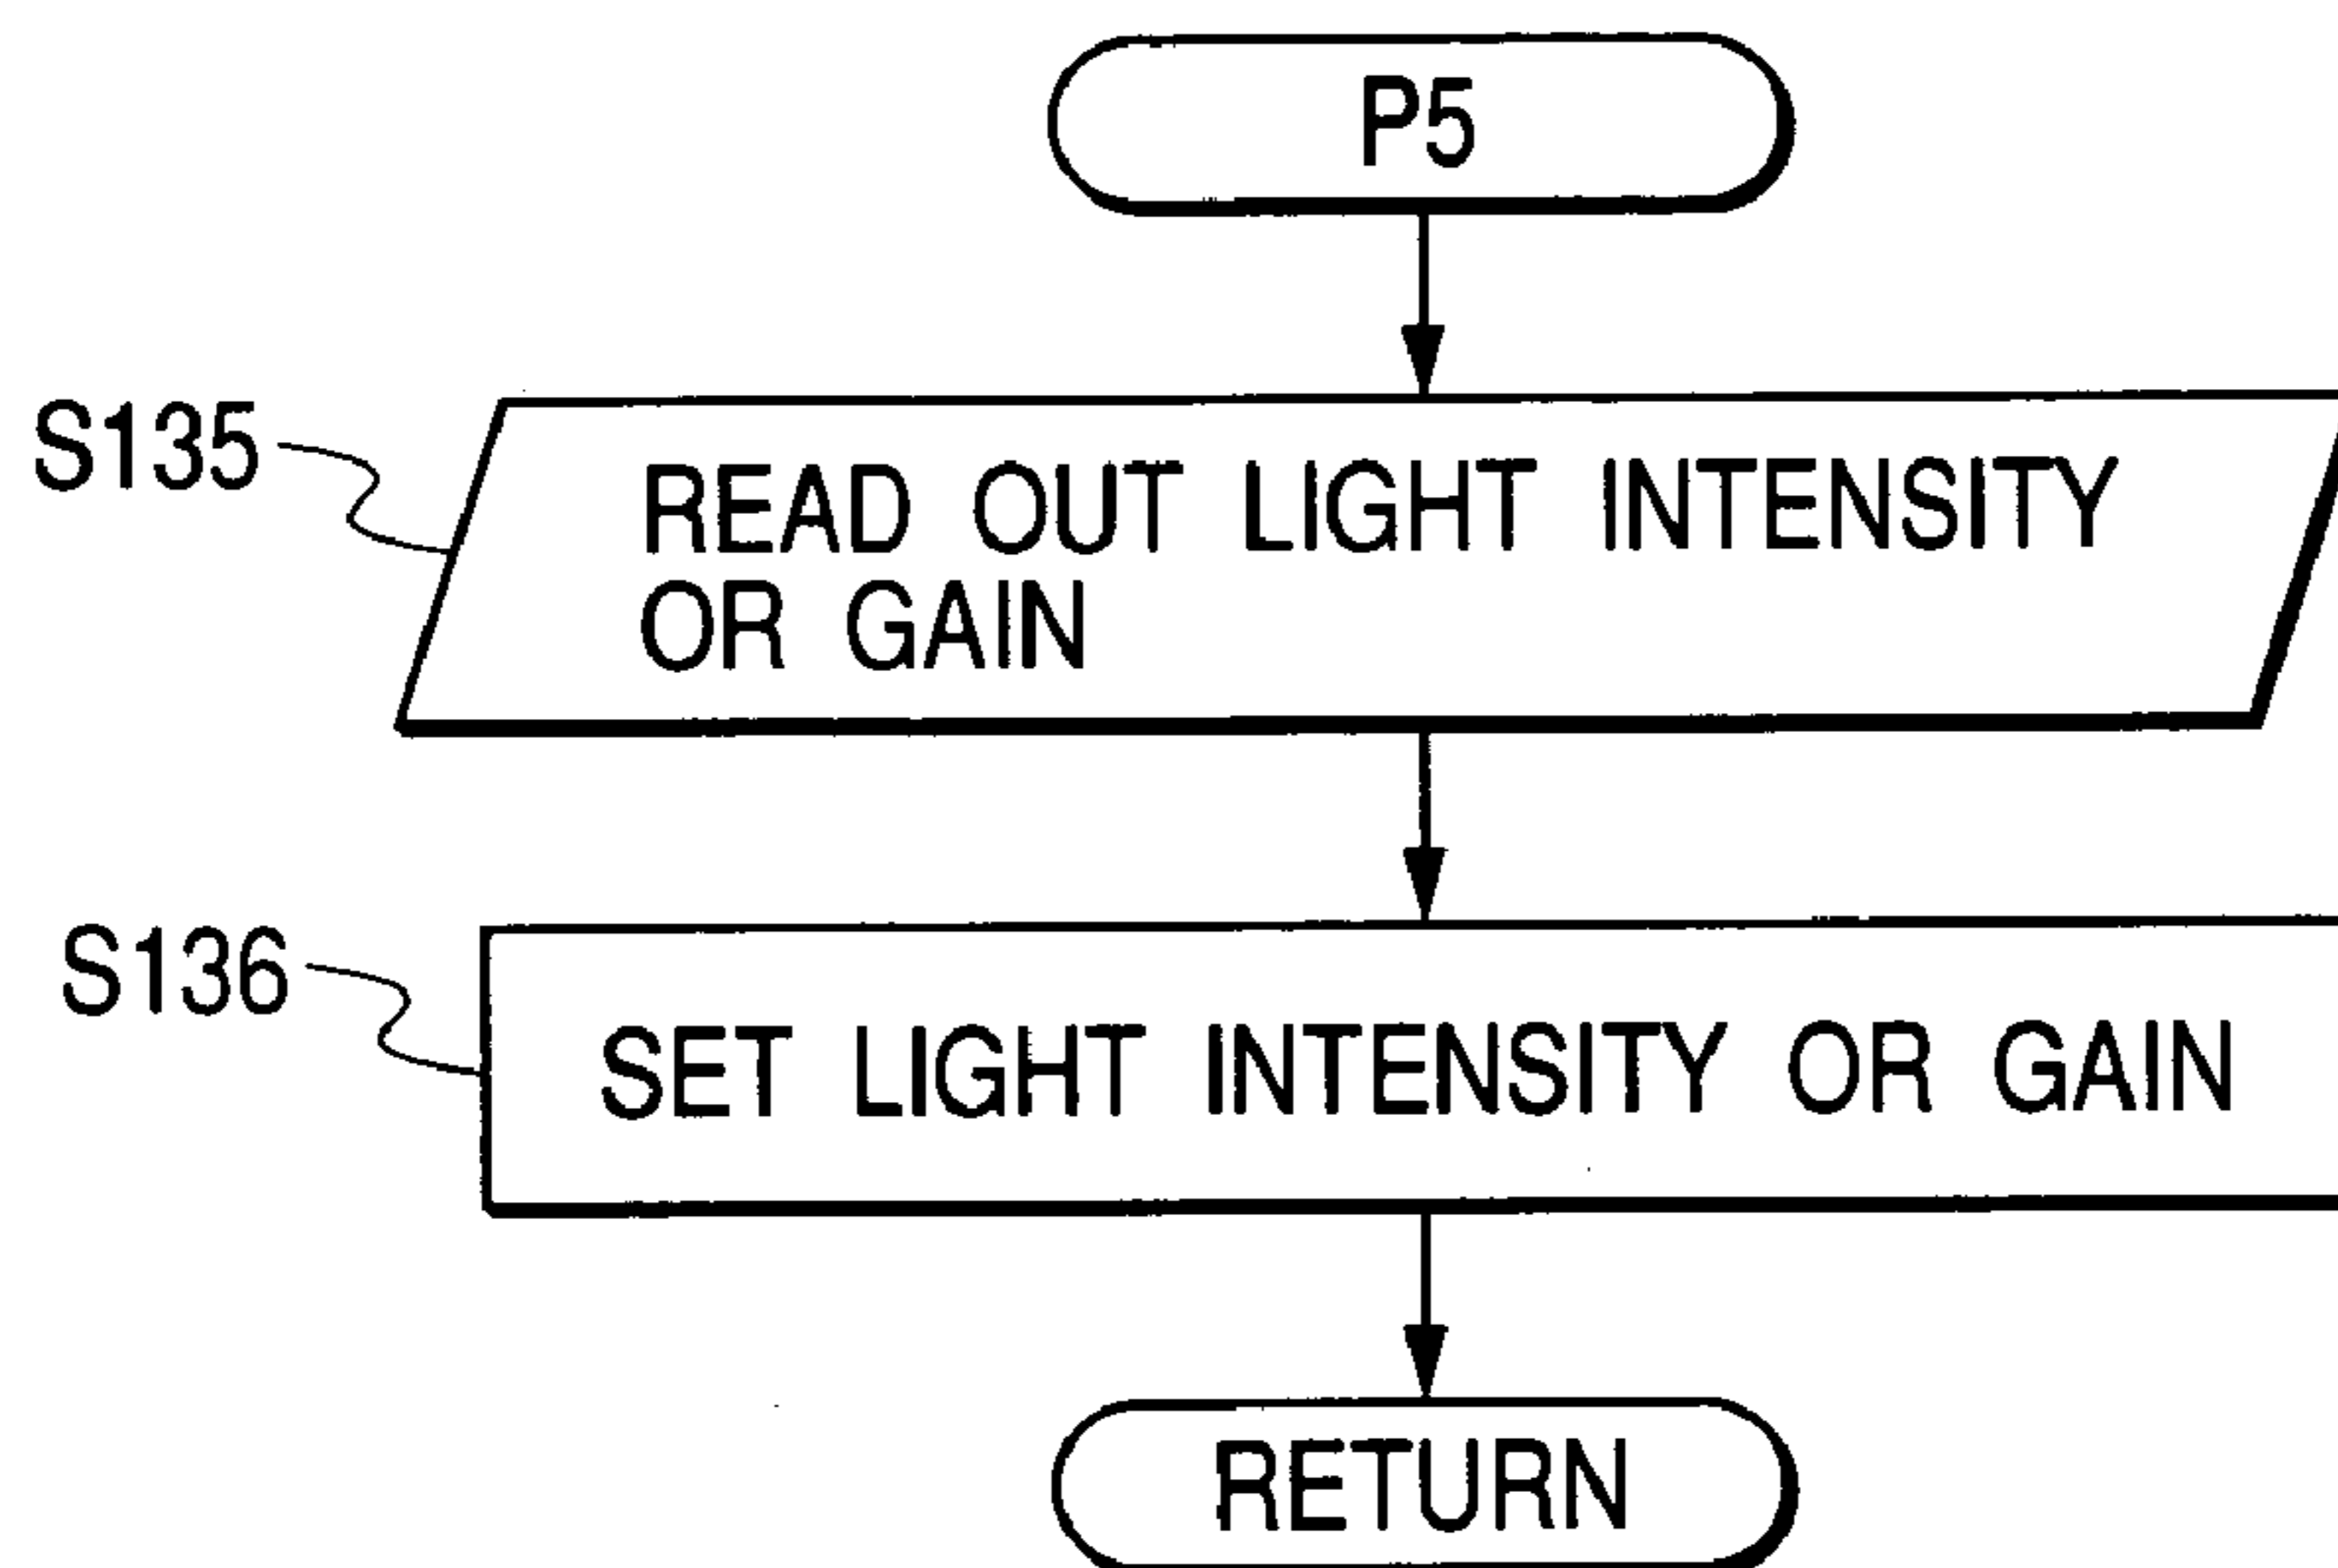 P5
S135
READ OUT LIGHT INTENSITY
OR GAIN
S136
SET LIGHT INTENSITY OR GAIN
RETURN